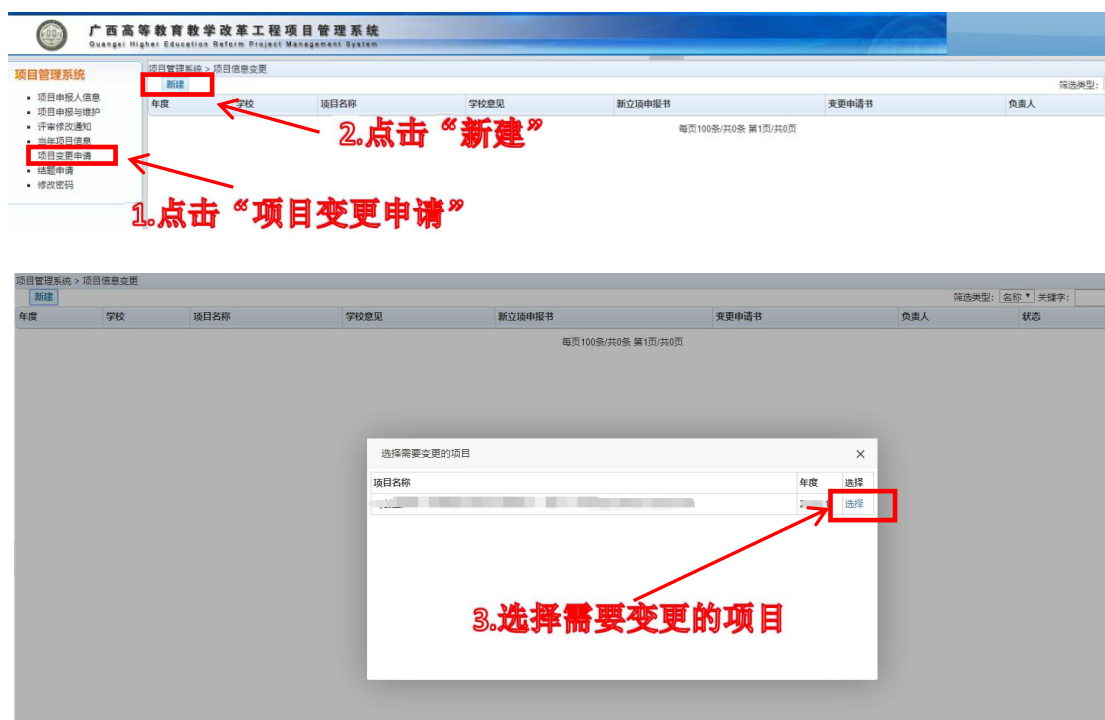 广西高等教育教学改革工程项目管理系统
Guangxi Higher Education Reform Project Management System
项目管理系统
项目申报人信息
项目申报与维护
评审修改通知
当年项目信息
项目变更申请
结题申请
修改密码
项目管理系统 > 项目信息变更
新建
筛选类型:
年度 学校 项目名称 学校意见 新立项申报书 变更申请书 负责人
每页100条/共0条 第1页/共0页
2.点击“新建”
1.点击“项目变更申请”
项目管理系统 > 项目信息变更
新建
筛选类型: 名称 关键字:
年度 学校 项目名称 学校意见 新立项申报书 变更申请书 负责人 状态
每页100条/共0条 第1页/共0页
选择需要变更的项目 ×
项目名称 年度 选择
选择
3.选择需要变更的项目